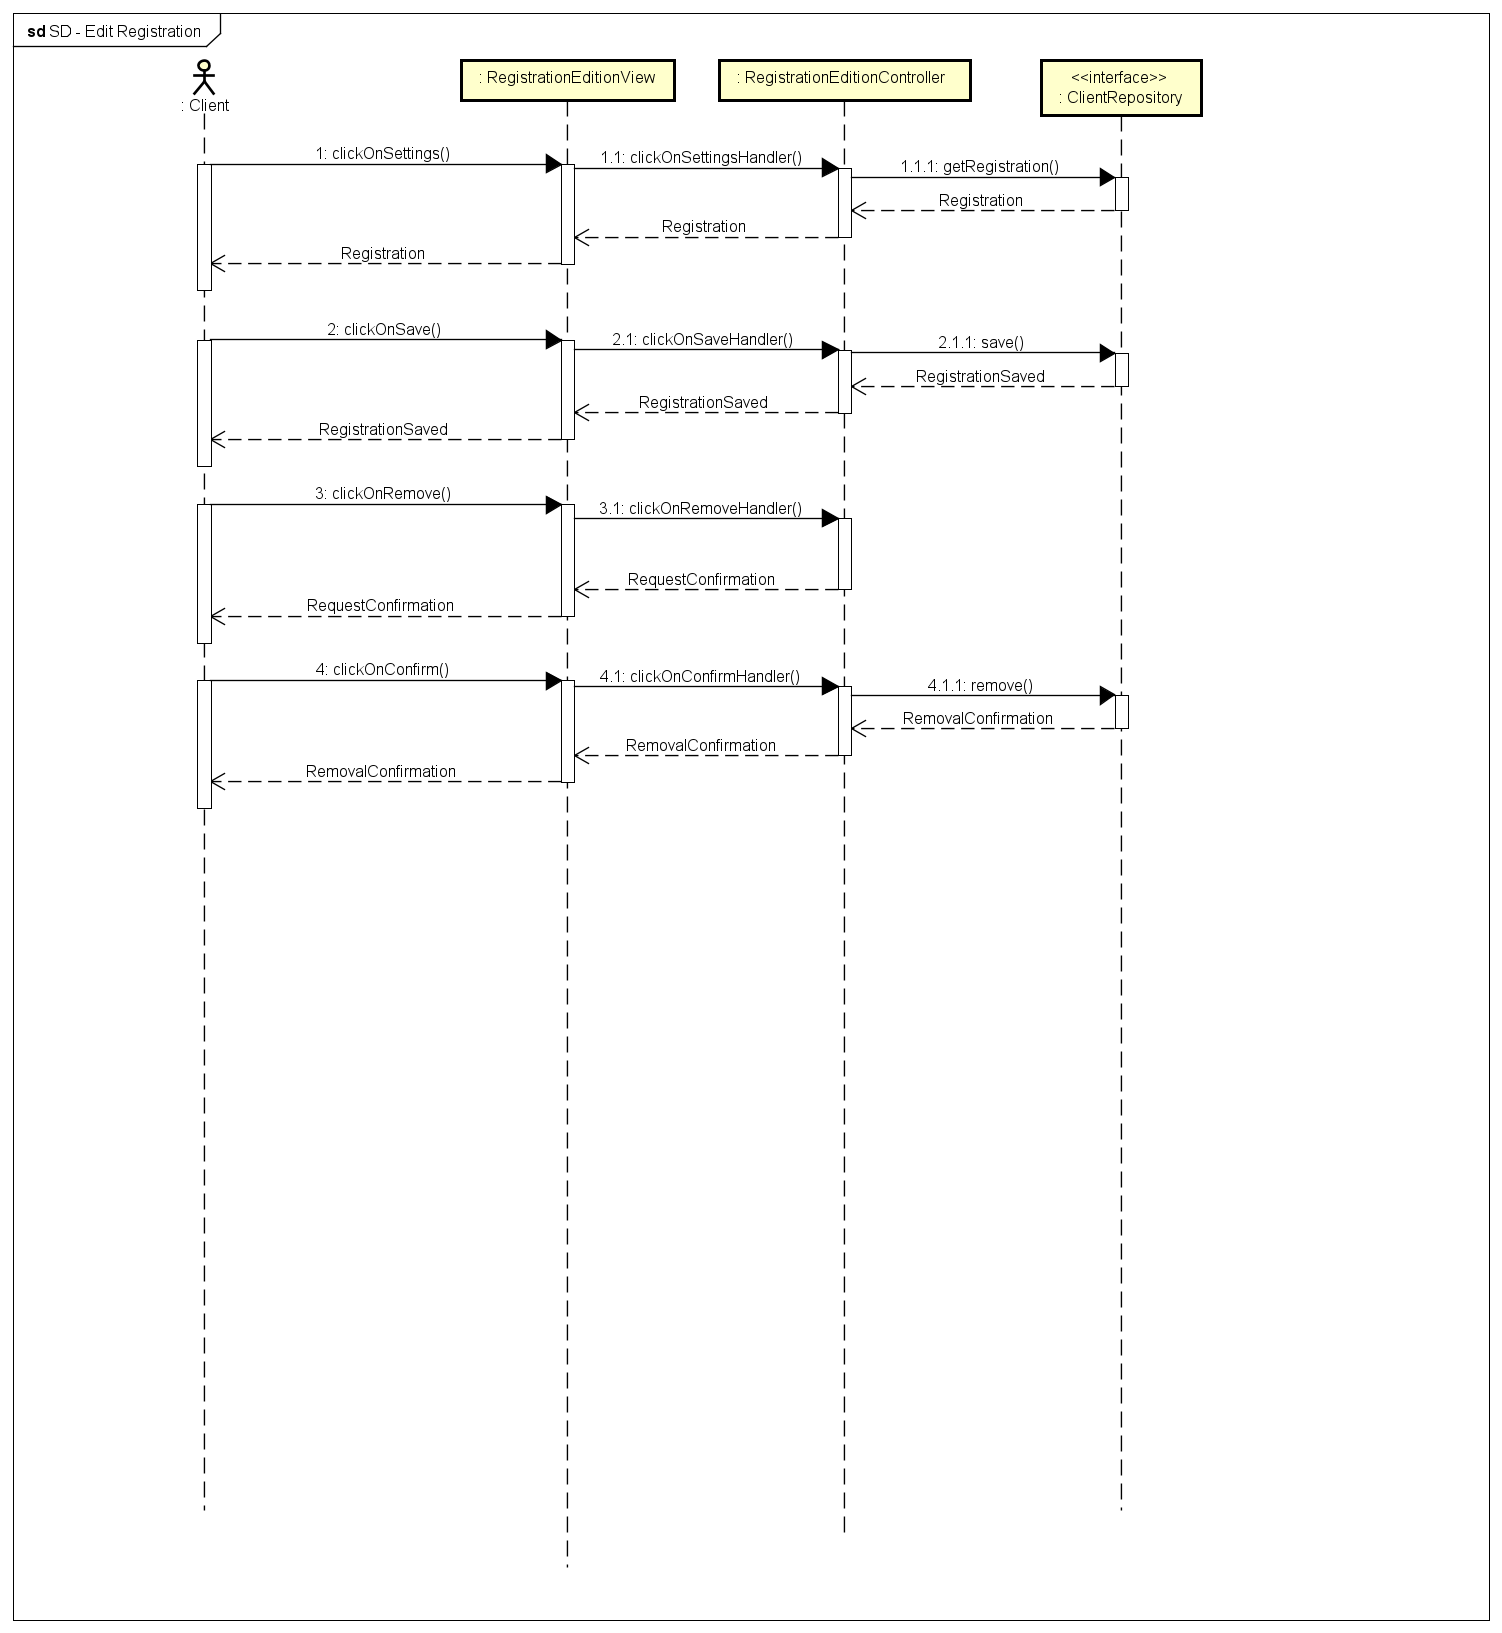 sd SD - Edit Registration
: Client
: RegistrationEditionView
: RegistrationEditionController
<<interface>>
: ClientRepository
1: clickOnSettings()
1.1: clickOnSettingsHandler()
1.1.1: getRegistration()
Registration
Registration
Registration
2: clickOnSave()
2.1: clickOnSaveHandler()
2.1.1: save()
RegistrationSaved
RegistrationSaved
RegistrationSaved
3: clickOnRemove()
3.1: clickOnRemoveHandler()
RequestConfirmation
RequestConfirmation
4: clickOnConfirm()
4.1: clickOnConfirmHandler()
4.1.1: remove()
RemovalConfirmation
RemovalConfirmation
RemovalConfirmation